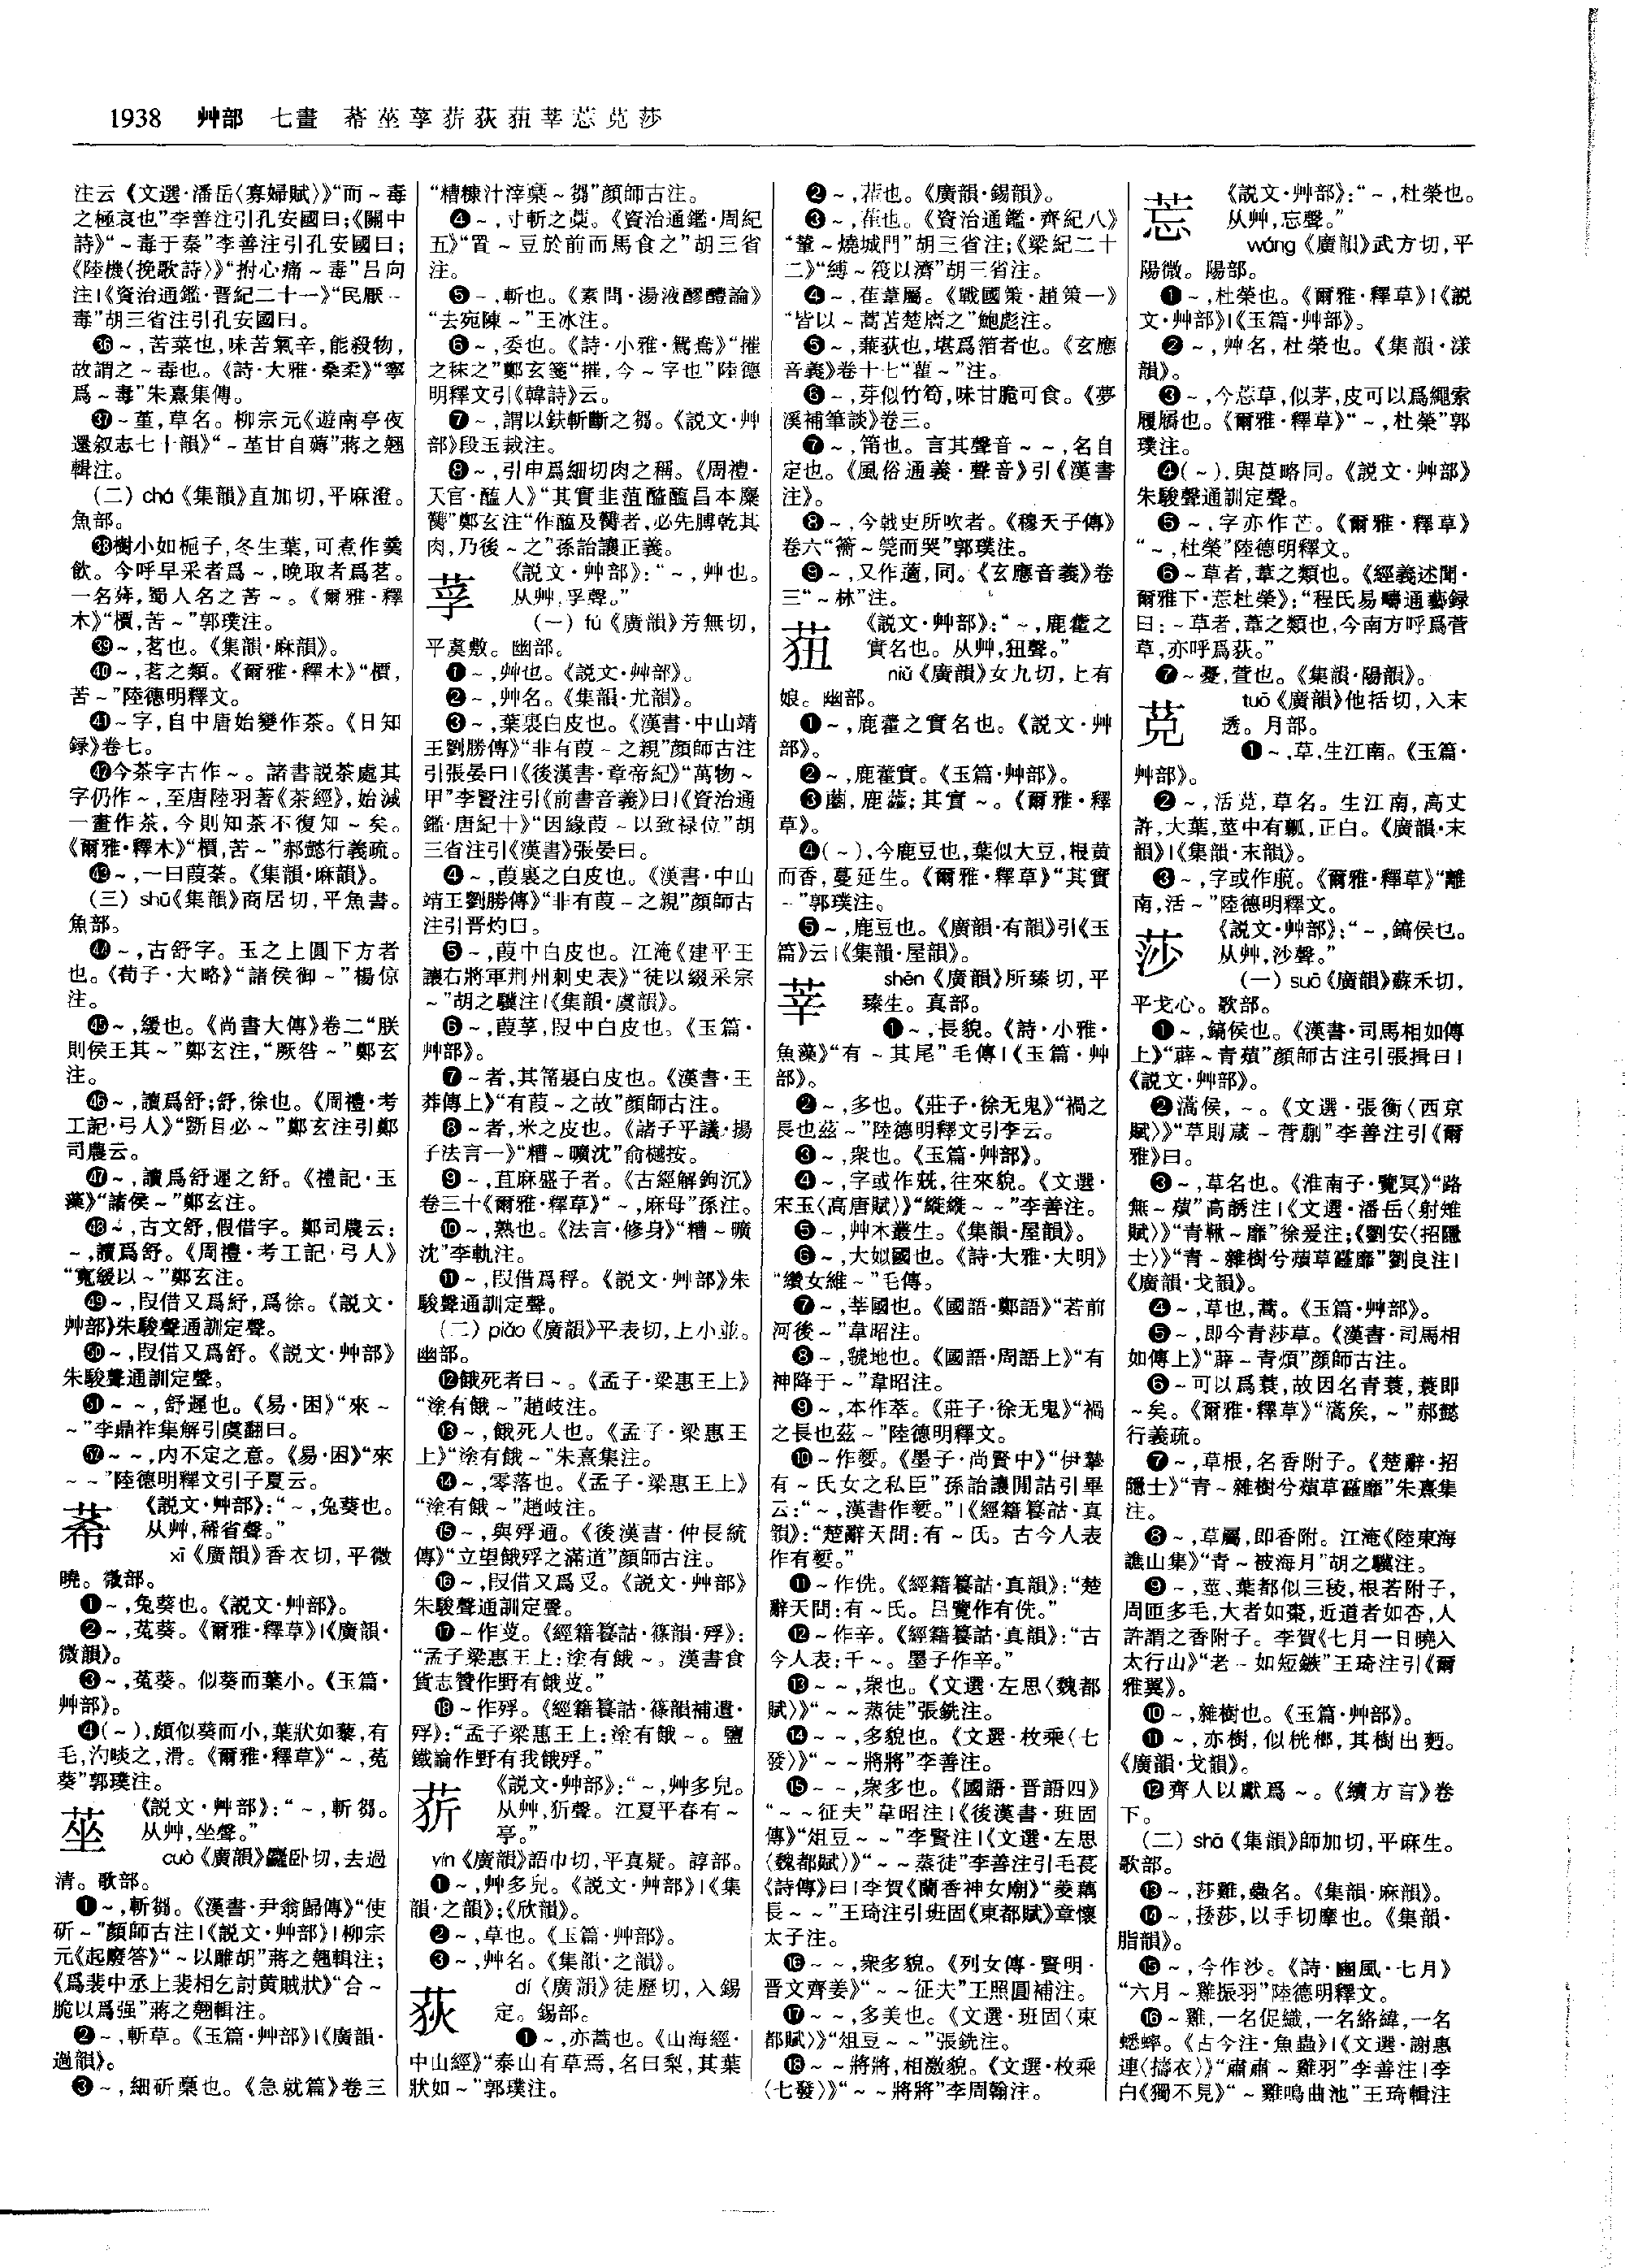 1938 艸部 七畫 莃莝莩菥荻莥莘莣莌莎
注云《文選·潘岳〈寡婦賦〉》“而～毒
之極哀也”李善注引孔安國曰;《關中
詩》“～毒于秦”李善注引孔安國曰;
《陸機〈挽歌詩〉》“拊心痛～毒”呂向
注|《資治通鑑·晋紀二十一》“民厭～
毒”胡三省注引孔安國曰。
㊱～,苦菜也,味苦氣辛,能殺物,
故謂之～毒也。《詩·大雅·桑柔》“寧
爲～毒”朱熹集傳。
㊲～堇,草名。柳宗元《遊南亭夜
還叙志七十韻》“～堇甘自薅”蔣之翹
輯注。
(二) chá《集韻》直加切,平麻澄。
魚部。
㊳樹小如梔子,冬生葉,可煮作羹
飲。今呼早采者爲～,晚取者爲茗。
一名荈,蜀人名之苦～。《爾雅·釋
木》“檟,苦～”郭璞注。
㊴～,茗也。《集韻·麻韻》。
㊵～,茗之類。《爾雅·釋木》“檟,
苦～”陸德明釋文。
㊶～字,自中唐始變作茶。《日知
録》卷七。
㊷今茶字古作～。諸書説茶處其
字仍作～,至唐陸羽著《茶經》,始減
一畫作茶,今則知茶不復知～矣。
《爾雅·釋木》“檟,苦～”郝懿行義疏。
㊸～,一曰葭荼。《集韻·麻韻》。
(三) shū《集韻》商居切,平魚書。
魚部。
㊹～,古舒字。玉之上圓下方者
也。《荀子·大略》“諸侯御～”楊倞
注。
㊺～,緩也。《尚書大傳》卷二“朕
則侯王其～”鄭玄注,“厥咎～”鄭玄
注。
㊻～,讀爲舒;舒,徐也。《周禮·考
工記·弓人》“斲目必～”鄭玄注引鄭
司農云。
㊼～,讀爲舒遲之舒。《禮記·玉
藻》“諸侯～”鄭玄注。
㊽～,古文舒,假借字。鄭司農云:
～,讀爲舒。《周禮·考工記·弓人》
“寬緩以～”鄭玄注。
㊾～,叚借又爲紓,爲徐。《説文·
艸部》朱駿聲通訓定聲。
㊿～,叚借又爲舒。《説文·艸部》
朱駿聲通訓定聲。
51～～,舒遲也。《易·困》“來～
～”李鼎祚集解引虞翻曰。
52～～,内不定之意。《易·困》“來
～～”陸德明釋文引子夏云。
莃 《説文·艸部》:“～,兔葵也。
从艸,稀省聲。”
xī《廣韻》香衣切,平微
曉。微部。
❶～,兔葵也。《説文·艸部》。
❷～,菟葵。《爾雅·釋草》|《廣韻·
微韻》。
❸～,菟葵。似葵而葉小。《玉篇·
艸部》。
❹(～),頗似葵而小,葉狀如藜,有
毛,汋啖之,滑。《爾雅·釋草》“～,菟
葵”郭璞注。
莝 《説文·艸部》:“～,斬芻。
从艸,坐聲。”
cuò《廣韻》麤卧切,去過
清。歌部。
❶～,斬芻。《漢書·尹翁歸傳》“使
斫～”顔師古注|《説文·艸部》|柳宗
元《起廢答》“～以雕胡”蔣之翹輯注;
《爲裴中丞上裴相乞討黄賊狀》“合～
脆以爲强”蔣之翹輯注。
❷～,斬草。《玉篇·艸部》|《廣韻·
過韻》。
❸～,細斫藁也。《急就篇》卷三
“糟糠汁滓藁～芻”顔師古注。
❹～,寸斬之藁。《資治通鑑·周紀
五》“置～豆於前而馬食之”胡三省
注。
❺～,斬也。《素問·湯液醪醴論》
“去宛陳～”王冰注。
❻～,委也。《詩·小雅·鴛鴦》“摧
之秣之”鄭玄箋“摧,今～字也”陸德
明釋文引《韓詩》云。
❼～,謂以鈇斬斷之芻。《説文·艸
部》段玉裁注。
❽～,引申爲細切肉之稱。《周禮·
天官·醢人》“其實韭菹醓醢昌本麋
臡”鄭玄注“作醢及臡者,必先膊乾其
肉,乃後～之”孫詒讓正義。
莩 《説文·艸部》:“～,艸也。
从艸,孚聲。”
(一) fú《廣韻》芳無切,
平虞敷。幽部。
❶～,艸也。《説文·艸部》。
❷～,艸名。《集韻·尤韻》。
❸～,葉裏白皮也。《漢書·中山靖
王劉勝傳》“非有葭～之親”顔師古注
引張晏曰|《後漢書·章帝紀》“萬物～
甲”李賢注引《前書音義》曰|《資治通
鑑·唐紀十》“因緣葭～以致禄位”胡
三省注引《漢書》張晏曰。
❹～,葭裏之白皮也。《漢書·中山
靖王劉勝傳》“非有葭～之親”顔師古
注引晋灼曰。
❺～,葭中白皮也。江淹《建平王
讓右將軍荆州刺史表》“徒以綴采宗
～”胡之驥注|《集韻·虞韻》。
❻～,葭莩,叚中白皮也。《玉篇·
艸部》。
❼～者,其筩裏白皮也。《漢書·王
莽傳上》“有葭～之故”顔師古注。
❽～者,米之皮也。《諸子平議·揚
子法言一》“糟～曠沈”俞樾按。
❾～,苴麻盛子者。《古經解鉤沉》
卷三十《爾雅·釋草》“～,麻母”孫注。
❿～,熟也。《法言·修身》“糟～曠
沈”李軌注。
⓫～,叚借爲稃。《説文·艸部》朱
駿聲通訓定聲。
(二) piǎo《廣韻》平表切,上小並。
幽部。
⓬餓死者曰～。《孟子·梁惠王上》
“塗有餓～”趙岐注。
⓭～,餓死人也。《孟子·梁惠王
上》“塗有餓～”朱熹集注。
⓮～,零落也。《孟子·梁惠王上》
“塗有餓～”趙岐注。
⓯～,與殍通。《後漢書·仲長統
傳》“立望餓殍之滿道”顔師古注。
⓰～,叚借又爲𠬪。《説文·艸部》
朱駿聲通訓定聲。
⓱～作荽。《經籍籑詁·篠韻·殍》:
“孟子梁惠王上:塗有餓～。漢書食
貨志贊作野有餓荽。”
⓲～作殍。《經籍籑詁·篠韻補遺·
殍》:“孟子梁惠王上:塗有餓～。鹽
鐵論作野有我餓殍。”
《説文·艸部》:“～,艸多皃。
从艸,狋聲。江夏平春有～
亭。”
yín《廣韻》語巾切,平真疑。諄部。
❶～,艸多皃。《説文·艸部》|《集
韻·之韻》;《欣韻》。
❷～,草也。《玉篇·艸部》。
❸～,艸名。《集韻·之韻》。
荻 dí《廣韻》徒歷切,入錫
定。錫部。
❶～,亦蒿也。《山海經·
中山經》“泰山有草焉,名曰梨,其葉
狀如～”郭璞注。
❷～,萑也。《廣韻·錫韻》。
❸～,萑也。《資治通鑑·齊紀八》
“輦～燒城門”胡三省注;《梁紀二十
二》“縛～筏以濟”胡三省注。
❹～,萑葦屬。《戰國策·趙策一》
“皆以～蒿苫楚牆之”鮑彪注。
❺～,蒹荻也,堪爲箔者也。《玄應
音義》卷十七“雚～”注。
❻～,芽似竹筍,味甘脆可食。《夢
溪補筆談》卷三。
❼～,筩也。言其聲音～～,名自
定也。《風俗通義·聲音》引《漢書
注》。
❽～,今戟吏所吹者。《穆天子傳》
卷六“䈂～筦而哭”郭璞注。
❾～,又作藡,同。《玄應音義》卷
三“～林”注。
莥 《説文·艸部》:“～,鹿藿之
實名也。从艸,狃聲。”
niǔ《廣韻》女九切,上有
娘。幽部。
❶～,鹿藿之實名也。《説文·艸
部》。
❷～,鹿藿實。《玉篇·艸部》。
❸蔨,鹿藿;其實～。《爾雅·釋
草》。
❹(～),今鹿豆也,葉似大豆,根黄
而香,蔓延生。《爾雅·釋草》“其實
～”郭璞注。
❺～,鹿豆也。《廣韻·有韻》引《玉
篇》云|《集韻·屋韻》。
莘 shēn《廣韻》所臻切,平
臻生。真部。
❶～,長貌。《詩·小雅·
魚藻》“有～其尾”毛傳|《玉篇·艸
部》。
❷～,多也。《莊子·徐无鬼》“禍之
長也茲～”陸德明釋文引李云。
❸～,衆也。《玉篇·艸部》。
❹～,字或作㹤,往來貌。《文選·
宋玉〈高唐賦〉》“縱縱～～”李善注。
❺～,艸木叢生。《集韻·屋韻》。
❻～,大姒國也。《詩·大雅·大明》
“纘女維～”毛傳。
❼～,莘國也。《國語·鄭語》“若前
河後～”韋昭注。
❽～,虢地也。《國語·周語上》“有
神降于～”韋昭注。
❾～,本作萃。《莊子·徐无鬼》“禍
之長也茲～”陸德明釋文。
❿～作㜪。《墨子·尚賢中》“伊摯
有～氏女之私臣”孫詒讓閒詁引畢
云:“～,漢書作㜪。”|《經籍籑詁·真
韻》:“楚辭天問:有～氏。古今人表
作有㜪。”
⓫～作侁。《經籍籑詁·真韻》:“楚
辭天問:有～氏。呂覽作有侁。”
⓬～作辛。《經籍籑詁·真韻》:“古
今人表:干～。墨子作辛。”
⓭～～,衆也。《文選·左思〈魏都
賦〉》“～～蒸徒”張銑注。
⓮～～,多貌也。《文選·枚乘〈七
發〉》“～～將將”李善注。
⓯～～,衆多也。《國語·晋語四》
“～～征夫”韋昭注|《後漢書·班固
傳》“俎豆～～”李賢注|《文選·左思
〈魏都賦〉》“～～蒸徒”李善注引毛萇
《詩傳》曰|李賀《蘭香神女廟》“菱藕
長～～”王琦注引班固《東都賦》章懷
太子注。
⓰～～,衆多貌。《列女傳·賢明·
晋文齊姜》“～～征夫”王照圓補注。
⓱～～,多美也。《文選·班固〈東
都賦〉》“俎豆～～”張銑注。
⓲～～將將,相激貌。《文選·枚乘
〈七發〉》“～～將將”李周翰注。
莣 《説文·艸部》:“～,杜榮也。
从艸,忘聲。”
wáng《廣韻》武方切,平
陽微。陽部。
❶～,杜榮也。《爾雅·釋草》|《説
文·艸部》|《玉篇·艸部》。
❷～,艸名,杜榮也。《集韻·漾
韻》。
❸～,今莣草,似茅,皮可以爲繩索
履屩也。《爾雅·釋草》“～,杜榮”郭
璞注。
❹(～),與茛略同。《説文·艸部》
朱駿聲通訓定聲。
❺～,字亦作芒。《爾雅·釋草》
“～,杜榮”陸德明釋文。
❻～草者,葦之類也。《經義述聞·
爾雅下·莣杜榮》:“程氏易疇通藝録
曰:～草者,葦之類也,今南方呼爲菅
草,亦呼爲荻。”
❼～憂,萱也。《集韻·陽韻》。
莌 tuō《廣韻》他括切,入末
透。月部。
❶～,草,生江南。《玉篇·
艸部》。
❷～,活莌,草名。生江南,高丈
許,大葉,莖中有瓤,正白。《廣韻·末
韻》|《集韻·末韻》。
❸～,字或作脱。《爾雅·釋草》“離
南,活～”陸德明釋文。
莎 《説文·艸部》:“～,鎬侯也。
从艸,沙聲。”
(一) suō《廣韻》蘇禾切,
平戈心。歌部。
❶～,鎬侯也。《漢書·司馬相如傳
上》“薜～青薠”顔師古注引張揖曰|
《説文·艸部》。
❷蒿侯,～。《文選·張衡〈西京
賦〉》“草則葴～菅蒯”李善注引《爾
雅》曰。
❸～,草名也。《淮南子·覽冥》“路
無～薠”高誘注|《文選·潘岳〈射雉
賦〉》“青鞦～靡”徐爰注;《劉安〈招隱
士〉》“青～雜樹兮薠草靃靡”劉良注|
《廣韻·戈韻》。
❹～,草也,蒿。《玉篇·艸部》。
❺～,即今青莎草。《漢書·司馬相
如傳上》“薜～青煩”顔師古注。
❻～可以爲蓑,故因名青蓑,蓑即
～矣。《爾雅·釋草》“蒿矦,～”郝懿
行義疏。
❼～,草根,名香附子。《楚辭·招
隱士》“青～雜樹兮薠草靃靡”朱熹集
注。
❽～,草屬,即香附。江淹《陸東海
譙山集》“青～被海月”胡之驥注。
❾～,莖、葉都似三稜,根若附子,
周匝多毛,大者如棗,近道者如杏,人
許謂之香附子。李賀《七月一日曉入
太行山》“老～如短鏃”王琦注引《爾
雅翼》。
❿～,雜樹也。《玉篇·艸部》。
⓫～,亦樹,似桄榔,其樹出麪。
《廣韻·戈韻》。
⓬齊人以獻爲～。《續方言》卷
下。
(二) shā《集韻》師加切,平麻生。
歌部。
⓭～,莎雞,蟲名。《集韻·麻韻》。
⓮～,挼莎,以手切摩也。《集韻·
脂韻》。
⓯～,今作沙。《詩·豳風·七月》
“六月～雞振羽”陸德明釋文。
⓰～雞,一名促織,一名絡緯,一名
蟋蟀。《古今注·魚蟲》|《文選·謝惠
連〈擣衣〉》“肅肅～雞羽”李善注|李
白《獨不見》“～雞鳴曲池”王琦輯注